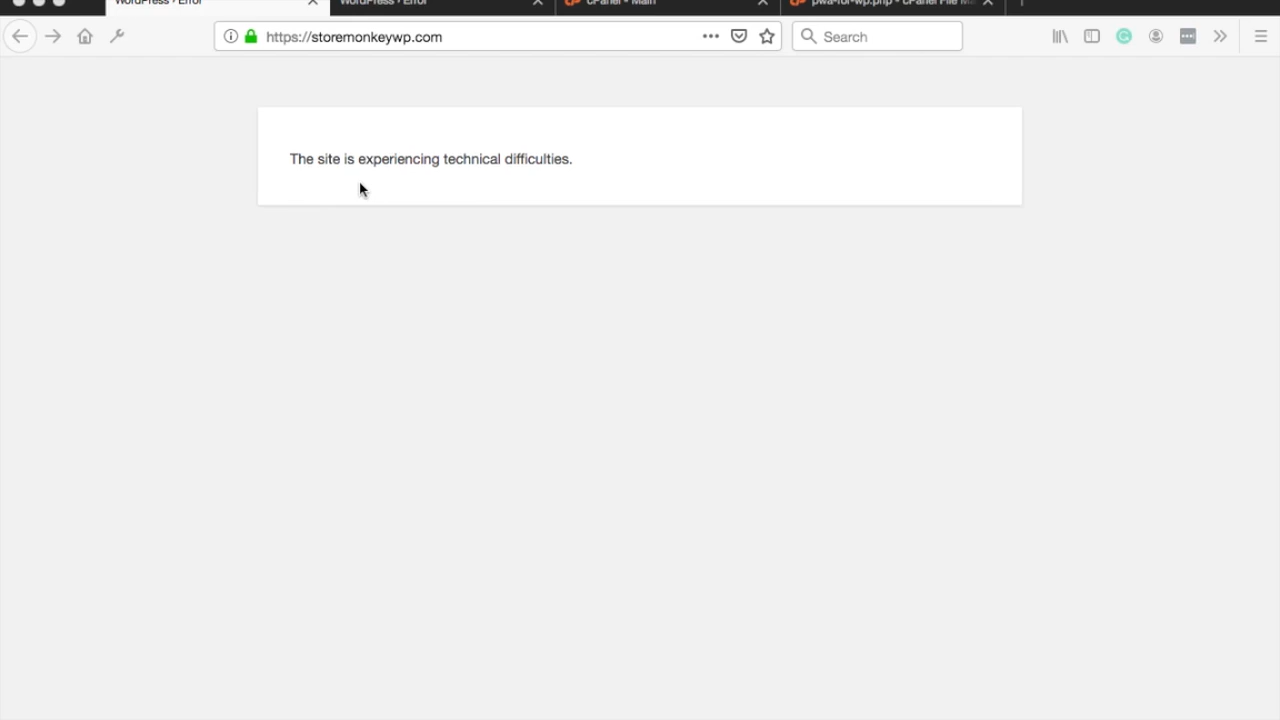 WordPress › Error
WordPress › Error
cPanel - Main
pwa-for-wp.php - cPanel File Ma
https://storemonkeywp.com
Search
The site is experiencing technical difficulties.